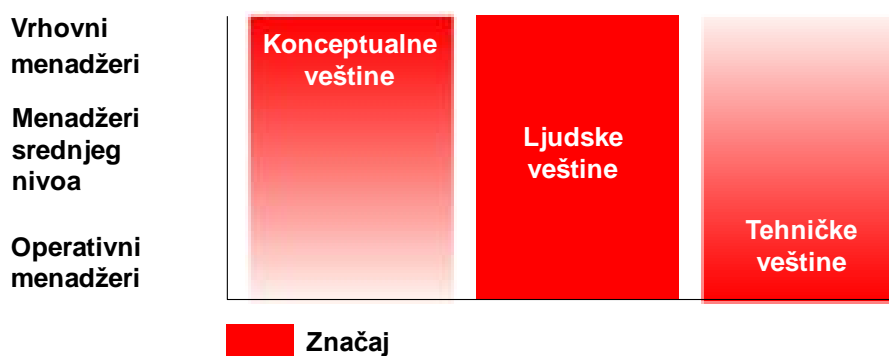 Vrhovni
menadžeri
Menadžeri
srednjeg
nivoa
Operativni
menadžeri
Konceptualne
veštine
Ljudske
veštine
Tehničke
veštine
Značaj